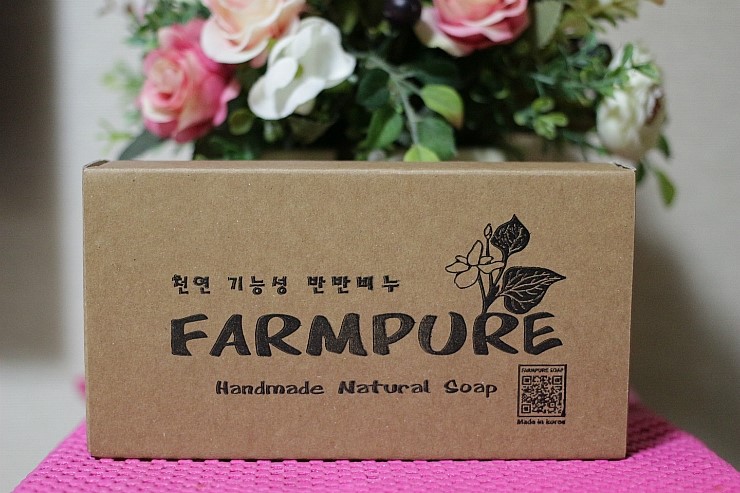 천연 기능성 반반비누
FARMPURE
Handmade Natural Soap
FARMPURE SOAP
Made in korea